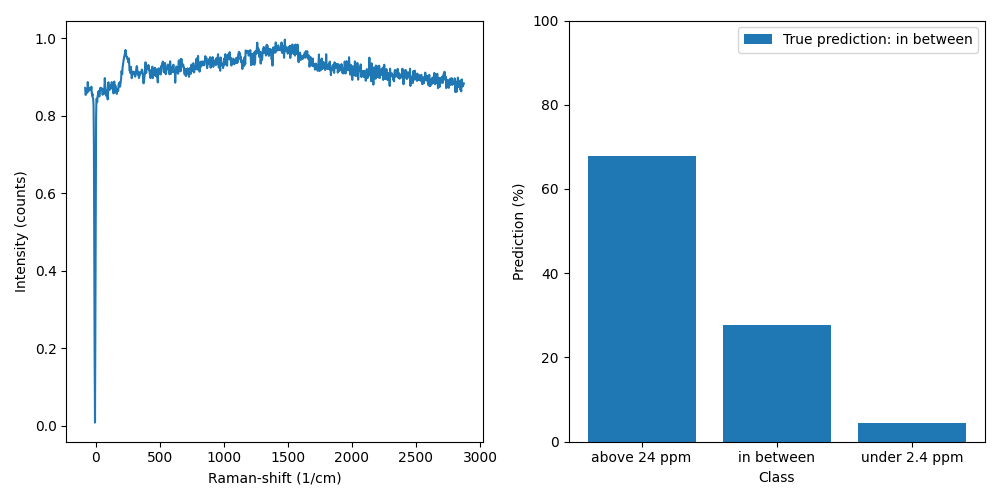 1.0
0.8
0.6
0.4
0.2
0.0
Intensity (counts)
0 500 1000 1500 2000 2500 3000
Raman-shift (1/cm)
100
80
60
40
20
0
Prediction (%)
True prediction: in between
above 24 ppm in between under 2.4 ppm
Class